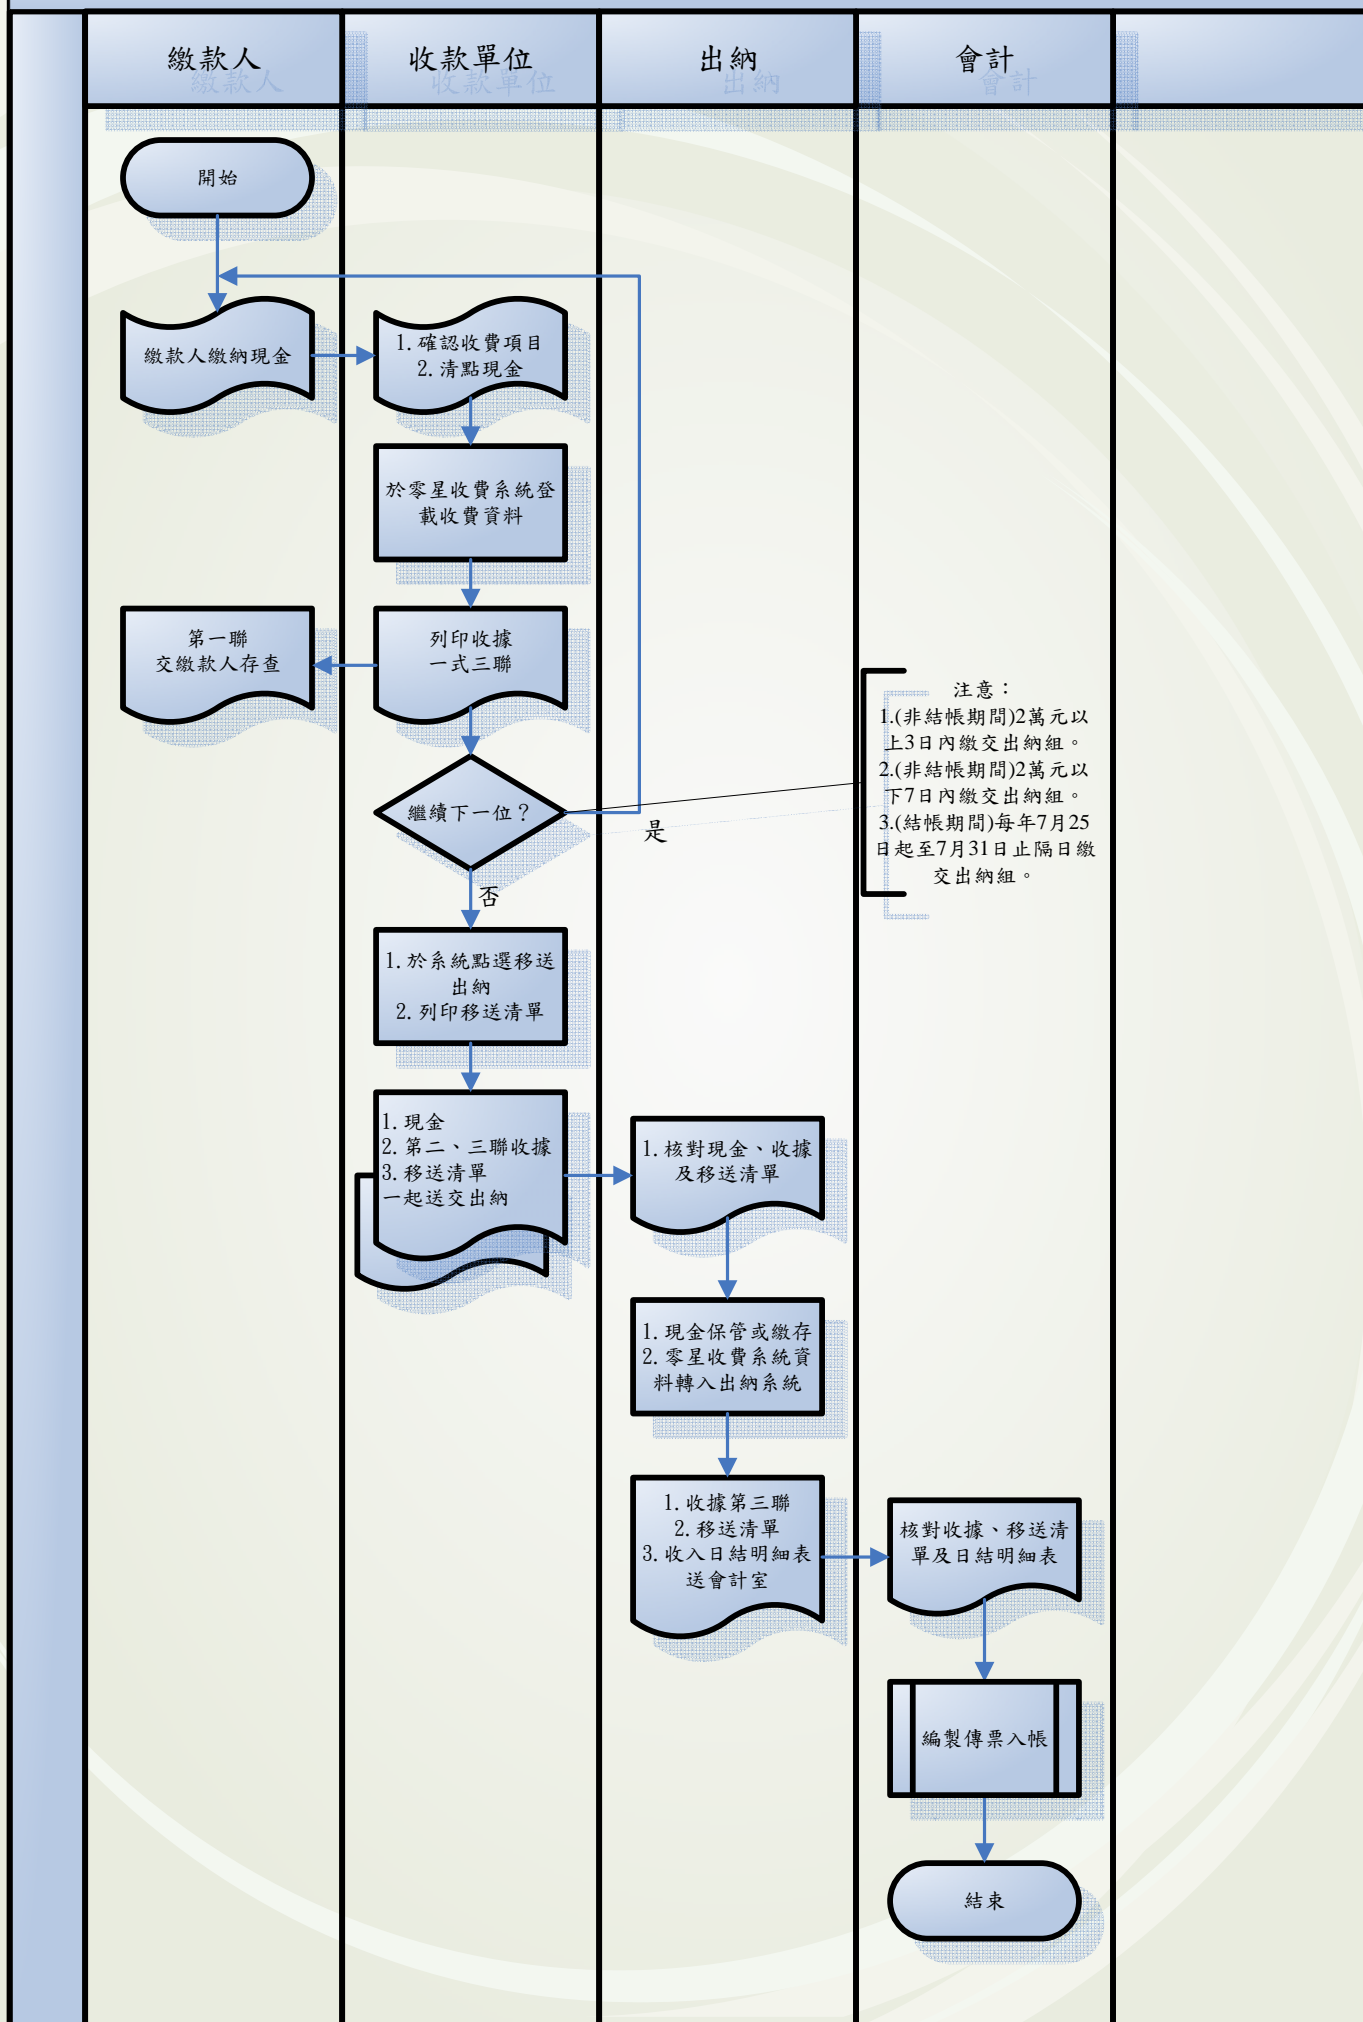 繳款人
收款單位
出納
會計
開始
繳款人繳納現金
1.確認收費項目
2.清點現金
於零星收費系統登
載收費資料
第一聯
交繳款人存查
列印收據
一式三聯
繼續下一位？
是
否
注意：
1.(非結帳期間)2萬元以
上3日內繳交出納組。
2.(非結帳期間)2萬元以
下7日內繳交出納組。
3.(結帳期間)每年7月25
日起至7月31日止隔日繳
交出納組。
1.於系統點選移送
出納
2.列印移送清單
1.現金
2.第二、三聯收據
3.移送清單
一起送交出納
1.核對現金、收據
及移送清單
1.現金保管或繳存
2.零星收費系統資
料轉入出納系統
1.收據第三聯
2.移送清單
3.收入日結明細表
送會計室
核對收據、移送清
單及日結明細表
編製傳票入帳
結束